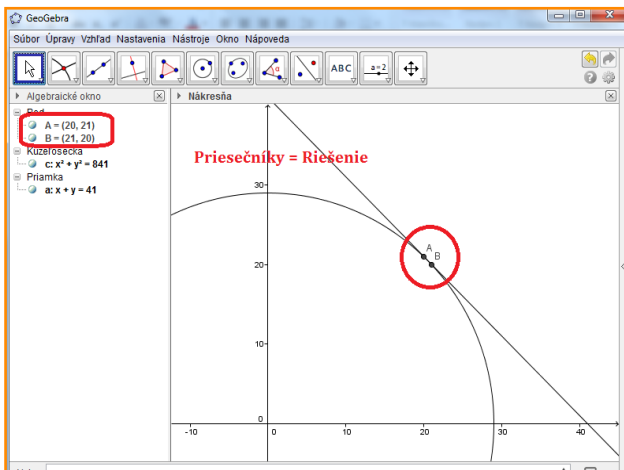 GeoGebra
Súbor Úpravy Vzhľad Nastavenia Nástroje Okno Nápoveda
ABC
a=2
Algebraické okno
Nákresňa
A = (20, 21)
B = (21, 20)
Kužeľosečka
c: x² + y² = 841
Priamka
a: x + y = 41
Priesečníky = Riešenie
30
A
B
20
10
0
-10 0 10 20 30 40